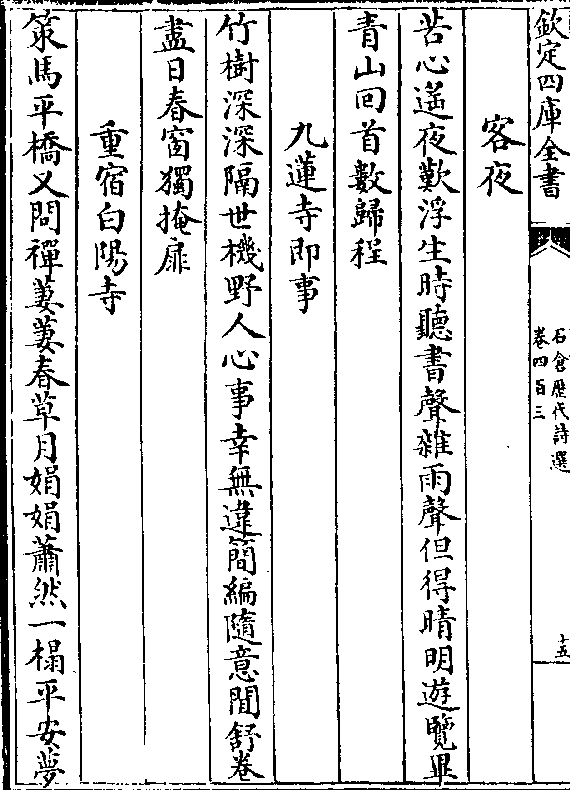 欽定四庫全書
石倉歴代詩選
卷四百三
十五
客夜
苦心遥夜歎浮生時聽書聲雜雨聲但得晴明遊覽畢
青山回首數歸程
九蓮寺即事
竹樹深深隔世機野人心事幸無違簡編隨意閒舒卷
盡日春窗獨掩扉
重宿白陽寺
策馬平橋又問禪萋萋春草月娟娟蕭然一榻平安夢